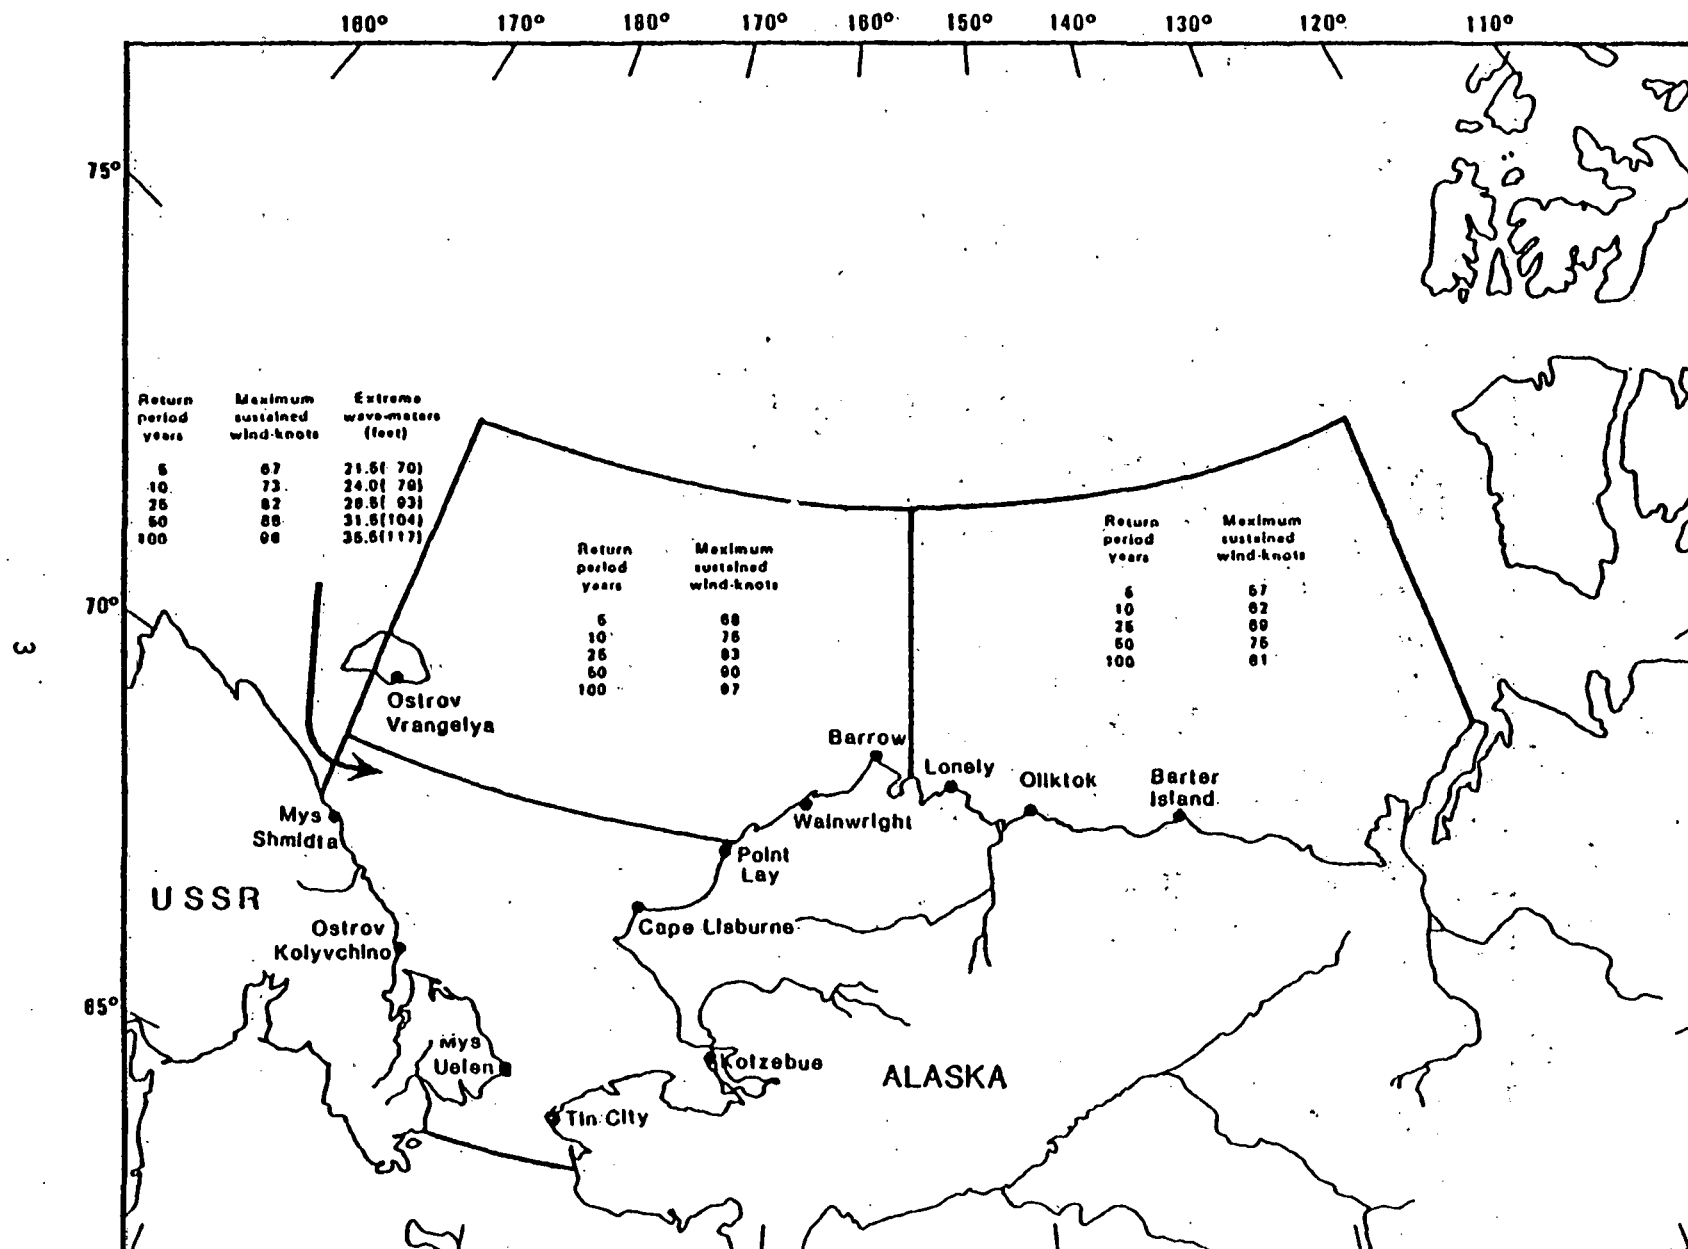 160° 170° 180° 170° 160° 150° 140° 130° 120° 110°
75°
70°
65°
3
Return Maximum Extreme
period sustained wave-meters
years wind-knots (feet)
5 67 21.5( 70)
10 73 24.0( 79)
25 82 28.5( 93)
50 31.5(104)
100 35.5(117)
Return Maximum
period sustained
years wind-knots
5 68
10 75
25 83
50 90
100 97
Return Maximum
period sustained
years wind-knots
5 57
10 62
25 69
50 75
100
Ostrov
Vrangelya
Barrow
Lonely
Oliktok
Barter
Island
Wainwright
Mys
Shmidta
Point
Lay
USSR
Cape Lisburne
Ostrov
Kolyvchino
Mys
Uelen
Kotzebue
ALASKA
Tin City